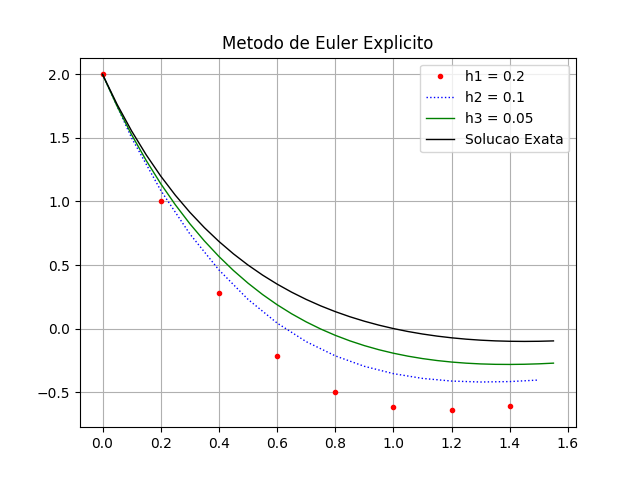 Metodo de Euler Explicito
h1 = 0.2
h2 = 0.1
h3 = 0.05
Solucao Exata
2.0
1.5
1.0
0.5
0.0
−0.5
0.0 0.2 0.4 0.6 0.8 1.0 1.2 1.4 1.6